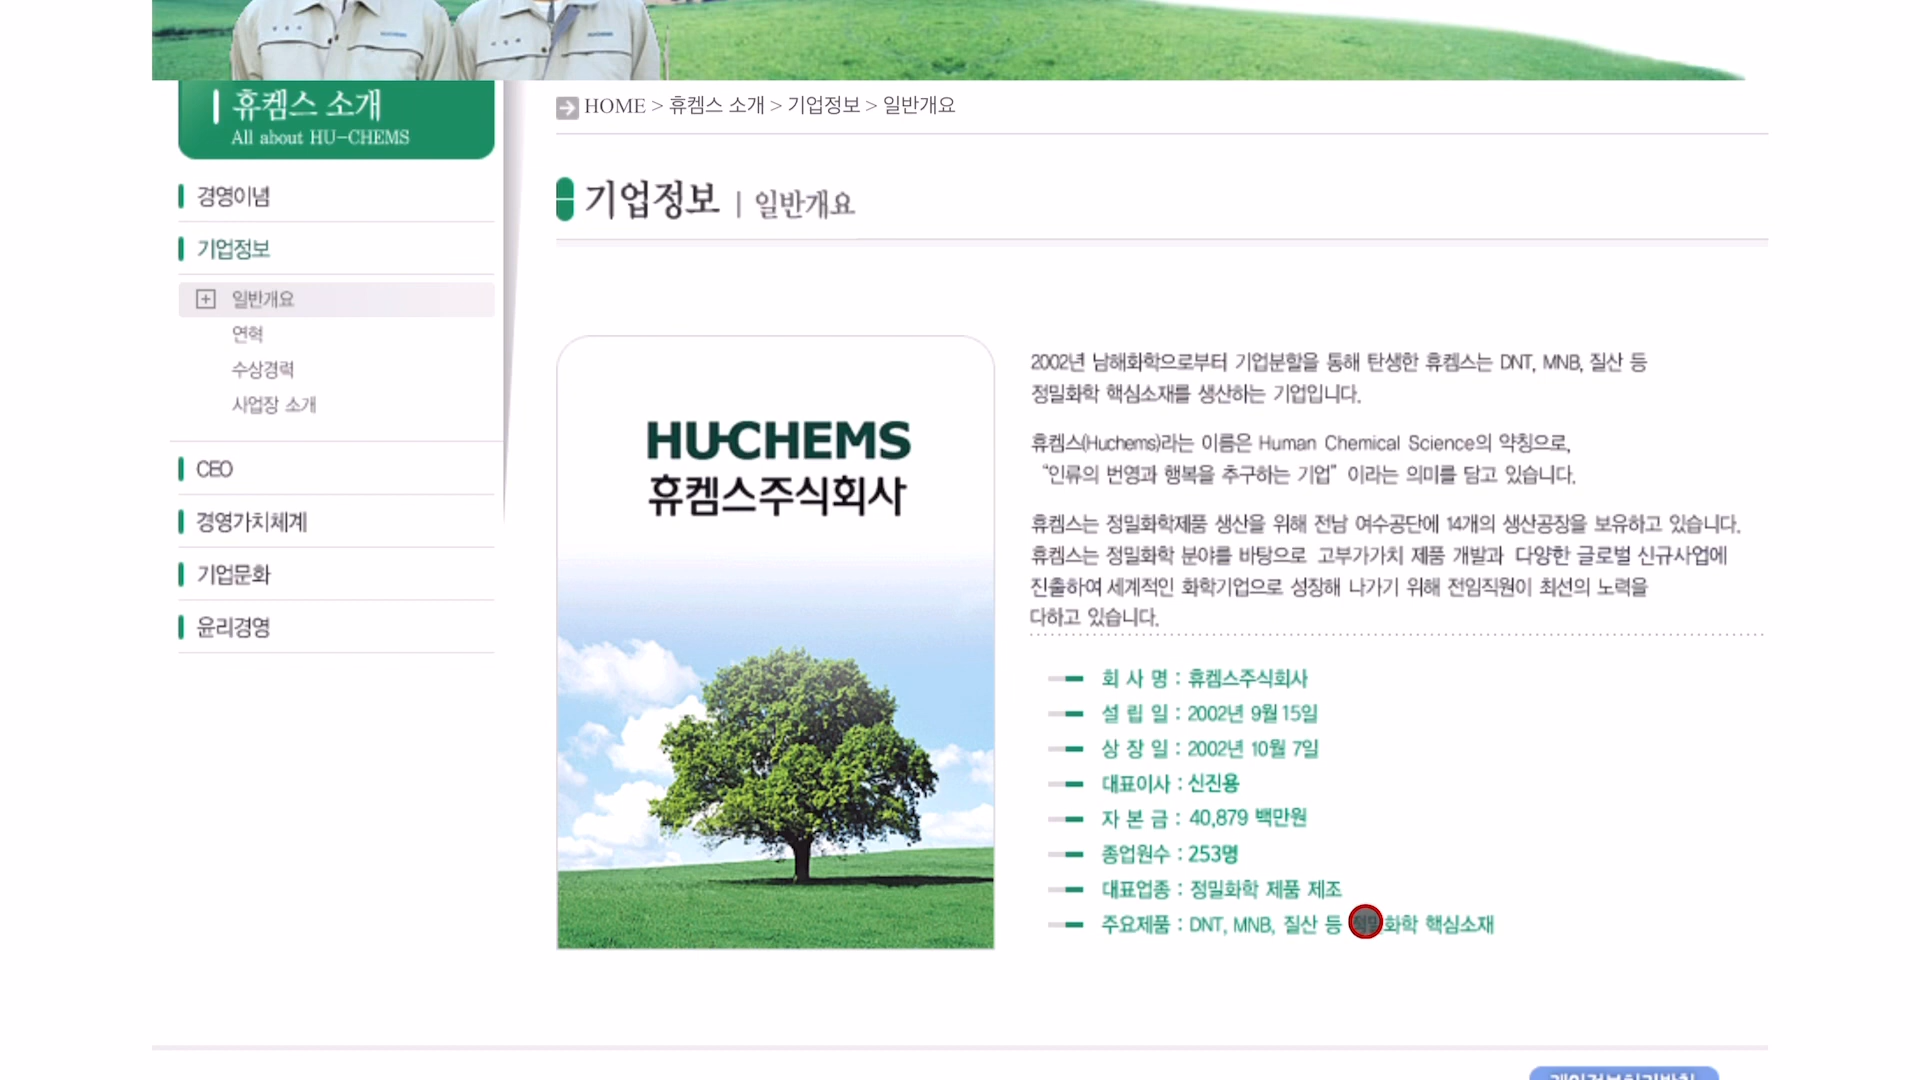 HUCHEMS
HUCHEMS
휴켐스 소개
All about HU-CHEMS
경영이념
기업정보
일반개요
연혁
수상경력
사업장 소개
CEO
경영가치체계
기업문화
윤리경영
HOME > 휴켐스 소개 > 기업정보 > 일반개요
기업정보 | 일반개요
HU-CHEMS
휴켐스주식회사
2002년 남해화학으로부터 기업분할을 통해 탄생한 휴켐스는 DNT, MNB, 질산 등
정밀화학 핵심소재를 생산하는 기업입니다.
휴켐스(Huchems)라는 이름은 Human Chemical Science의 약칭으로,
“인류의 번영과 행복을 추구하는 기업” 이라는 의미를 담고 있습니다.
휴켐스는 정밀화학제품 생산을 위해 전남 여수공단에 14개의 생산공장을 보유하고 있습니다.
휴켐스는 정밀화학 분야를 바탕으로 고부가가치 제품 개발과 다양한 글로벌 신규사업에
진출하여 세계적인 화학기업으로 성장해 나가기 위해 전임직원이 최선의 노력을
다하고 있습니다.
회 사 명 : 휴켐스주식회사
설 립 일 : 2002년 9월 15일
상 장 일 : 2002년 10월 7일
대표이사 : 신진용
자 본 금 : 40,879 백만원
종업원수 : 253명
대표업종 : 정밀화학 제품 제조
주요제품 : DNT, MNB, 질산 등 정밀화학 핵심소재